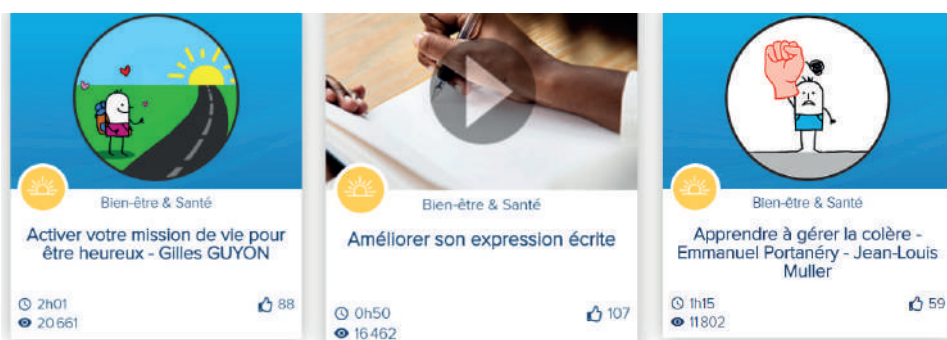 Bien-être & Santé
Activer votre mission de vie pour
être heureux - Gilles GUYON
2h01
88
20 661
Bien-être & Santé
Améliorer son expression écrite
0h50
107
16 462
Bien-être & Santé
Apprendre à gérer la colère -
Emmanuel Portanéry - Jean-Louis
Muller
1h15
59
11 802